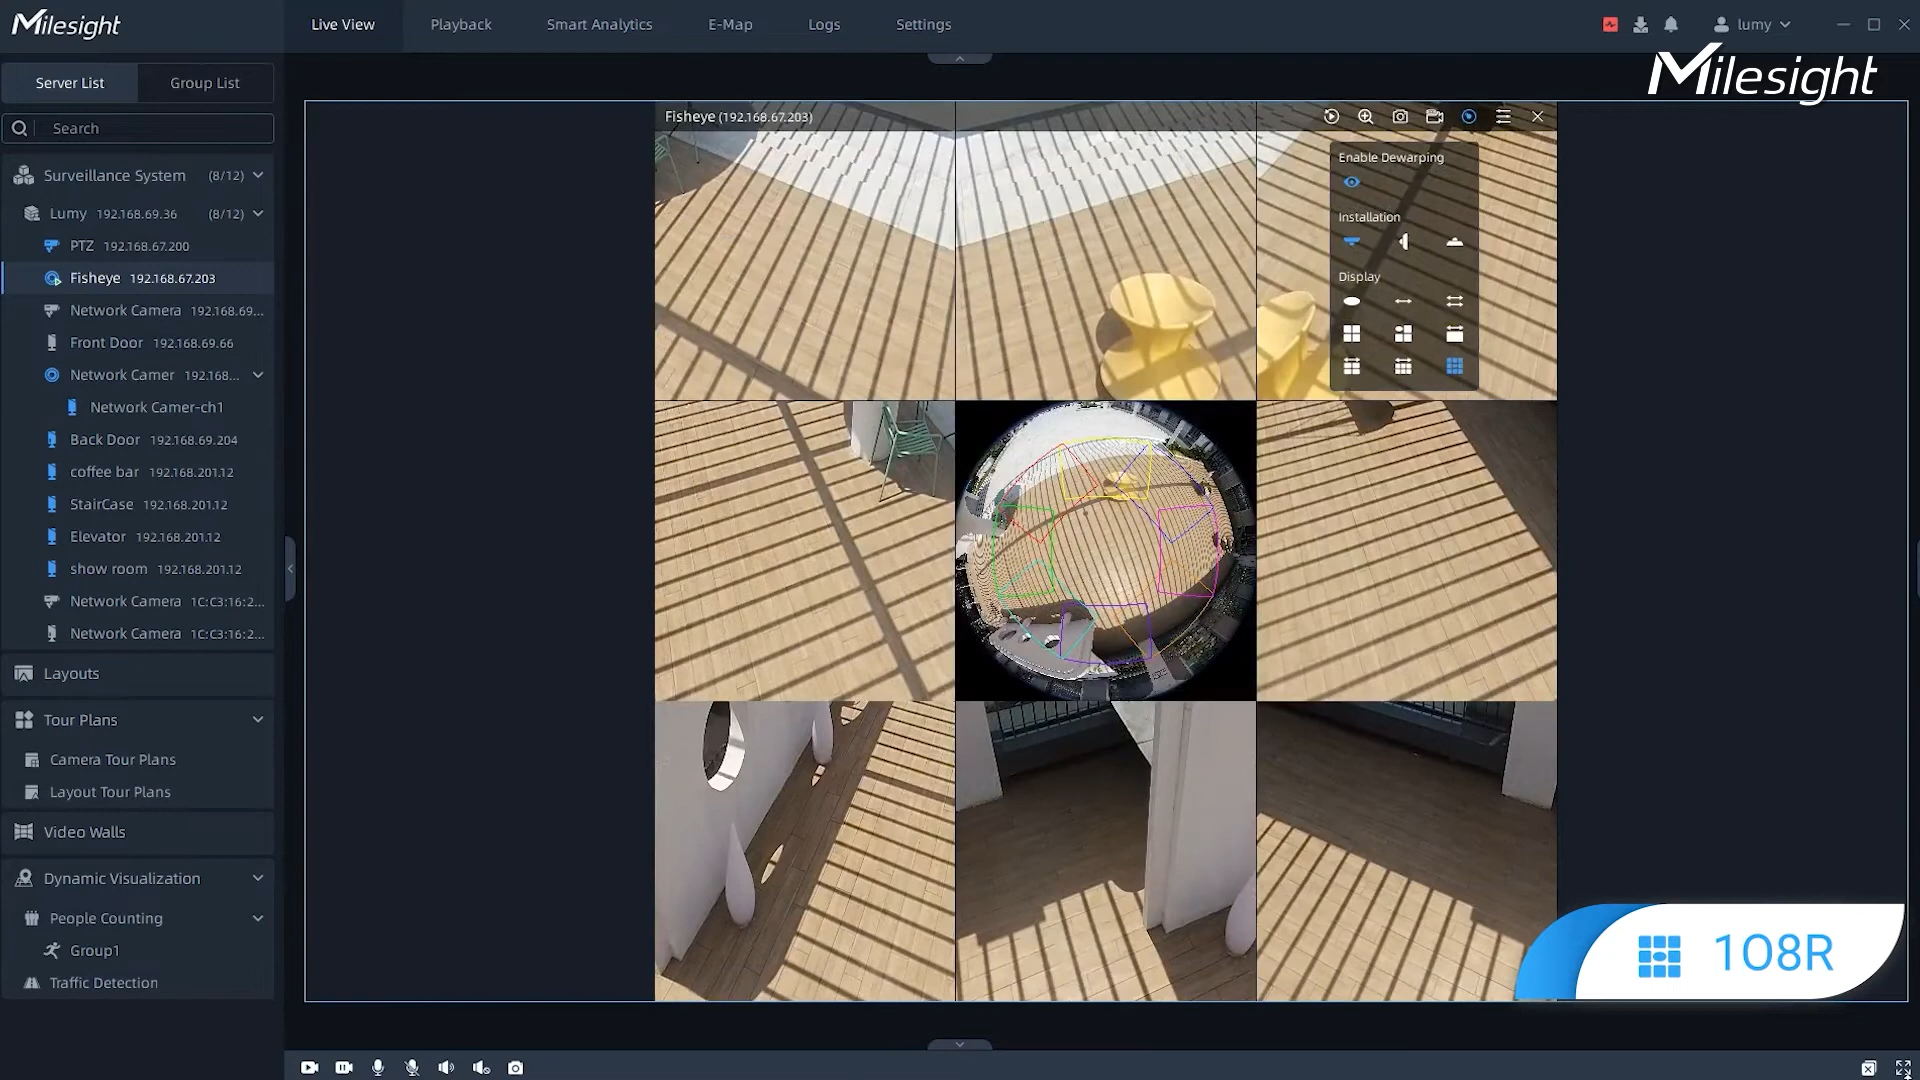 Milesight
Live View
Playback
Smart Analytics
E-Map
Logs
Settings
lumy
Milesight
Server List
Group List
Search
Surveillance System (8/12)
Lumy 192.168.69.36 (8/12)
PTZ 192.168.67.200
Fisheye 192.168.67.203
Network Camera 192.168.69...
Front Door 192.168.69.66
Network Camer 192.168...
Network Camer-ch1
Back Door 192.168.69.204
coffee bar 192.168.201.12
StairCase 192.168.201.12
Elevator 192.168.201.12
show room 192.168.201.12
Network Camera 1C:C3:16:2...
Network Camera 1C:C3:16:2...
Layouts
Tour Plans
Camera Tour Plans
Layout Tour Plans
Video Walls
Dynamic Visualization
People Counting
Group1
Traffic Detection
Fisheye (192.168.67.203)
Enable Dewarping
Installation
Display
1O8R